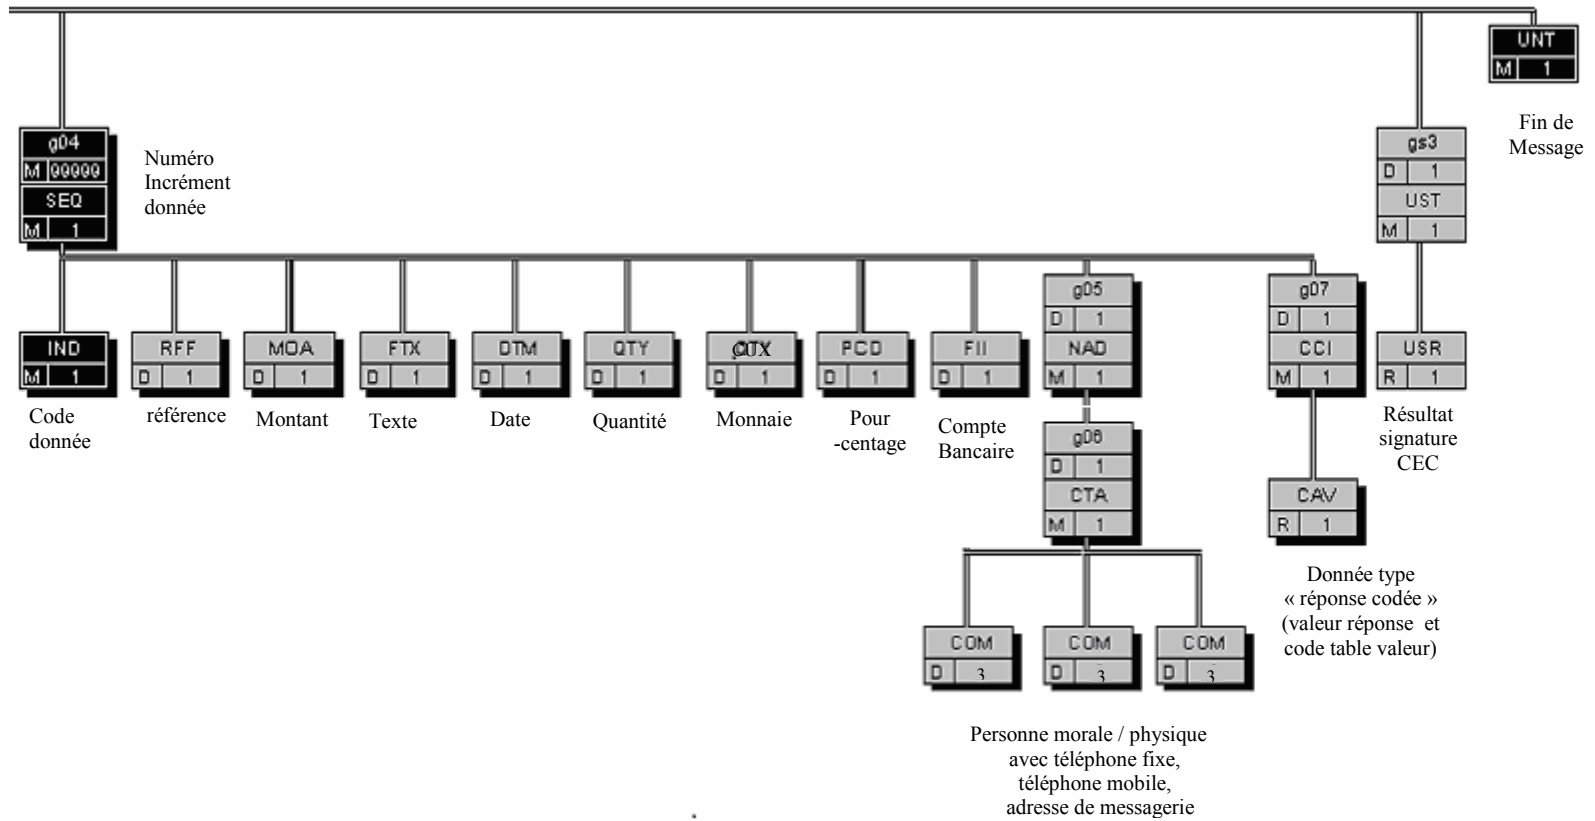 UNT
M 1
Fin de
Message
g04
M 99999
SEQ
M 1
Numéro
Incrément
donnée
gs3
D 1
UST
M 1
IND
M 1
Code
donnée
RFF
D 1
référence
MOA
D 1
Montant
FTX
D 1
Texte
DTM
D 1
Date
QTY
D 1
Quantité
CUX
D 1
Monnaie
PCD
D 1
Pour
-centage
FII
D 1
Compte
Bancaire
g05
D 1
NAD
M 1
g06
D 1
CTA
M 1
g07
D 1
CCI
M 1
USR
R 1
Résultat
signature
CEC
CAV
R 1
Donnée type
« réponse codée »
(valeur réponse et
code table valeur)
COM
D 3
COM
D 3
COM
D 3
Personne morale / physique
avec téléphone fixe,
téléphone mobile,
adresse de messagerie